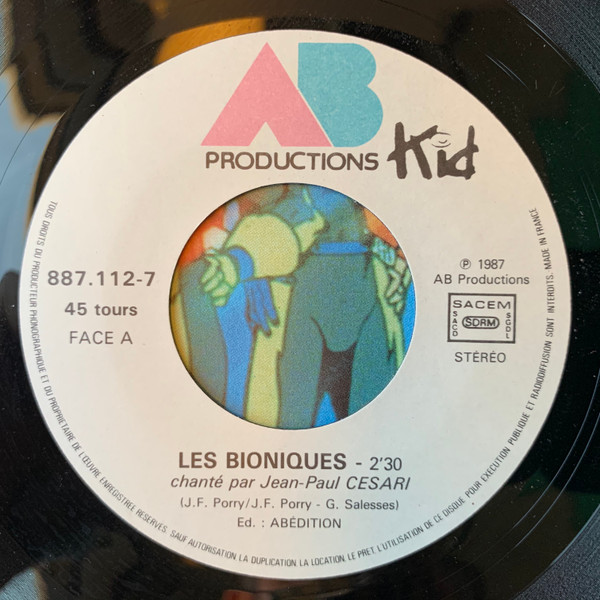 AB
PRODUCTIONS
Kid
887.112-7
45 tours
FACE A
℗ 1987
AB Productions
SACEM
SACD
SDRM
SGDL
STÉRÉO
LES BIONIQUES - 2'30
chanté par Jean-Paul CESARI
(J.F. Porry/J.F. Porry - G. Salesses)
Ed. : ABÉDITION
TOUS DROITS DU PRODUCTEUR PHONOGRAPHIQUE ET DU PROPRIETAIRE DE L'ŒUVRE ENREGISTREE RESERVES. SAUF AUTORISATION, LA DUPLICATION, LA LOCATION, LE PRET, L'UTILISATION DE CE DISQUE POUR EXECUTION PUBLIQUE ET RADIODIFFUSION SONT INTERDITS. MADE IN FRANCE.